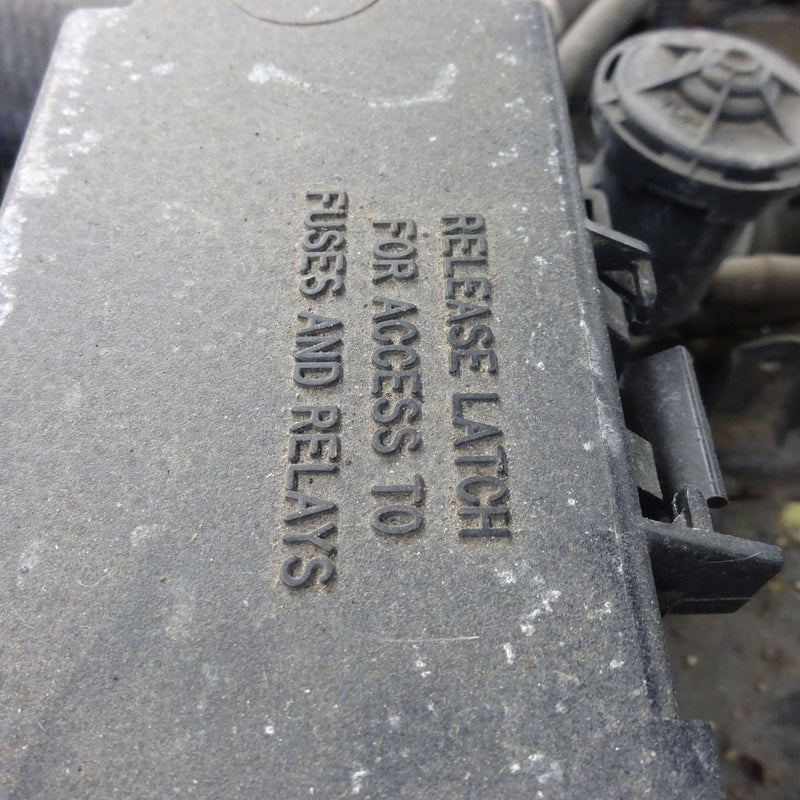 RELEASE LATCH
FOR ACCESS TO
FUSES AND RELAYS